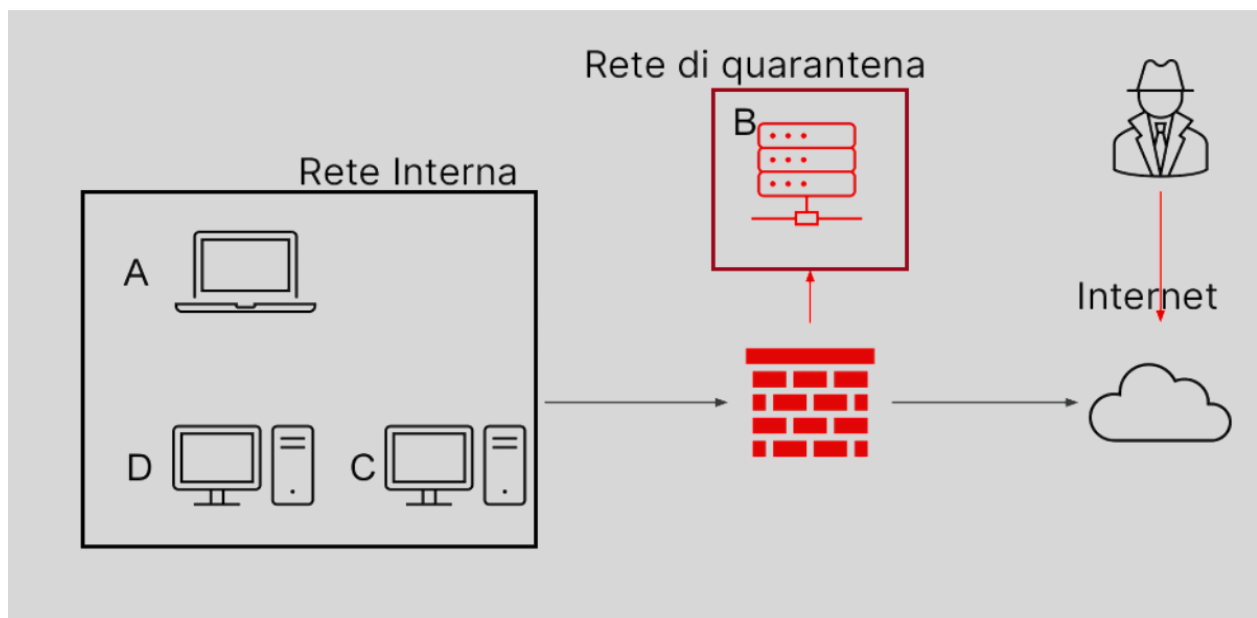 Rete di quarantena
B
Rete Interna
A
Internet
D
C